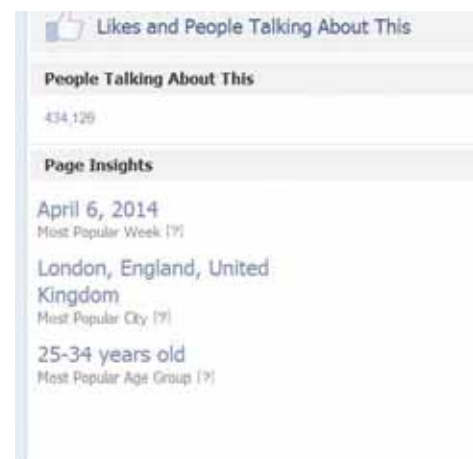 Likes and People Talking About This
People Talking About This
434,126
Page Insights
April 6, 2014
Most Popular Week [?]
London, England, United
Kingdom
Most Popular City [?]
25-34 years old
Most Popular Age Group [?]